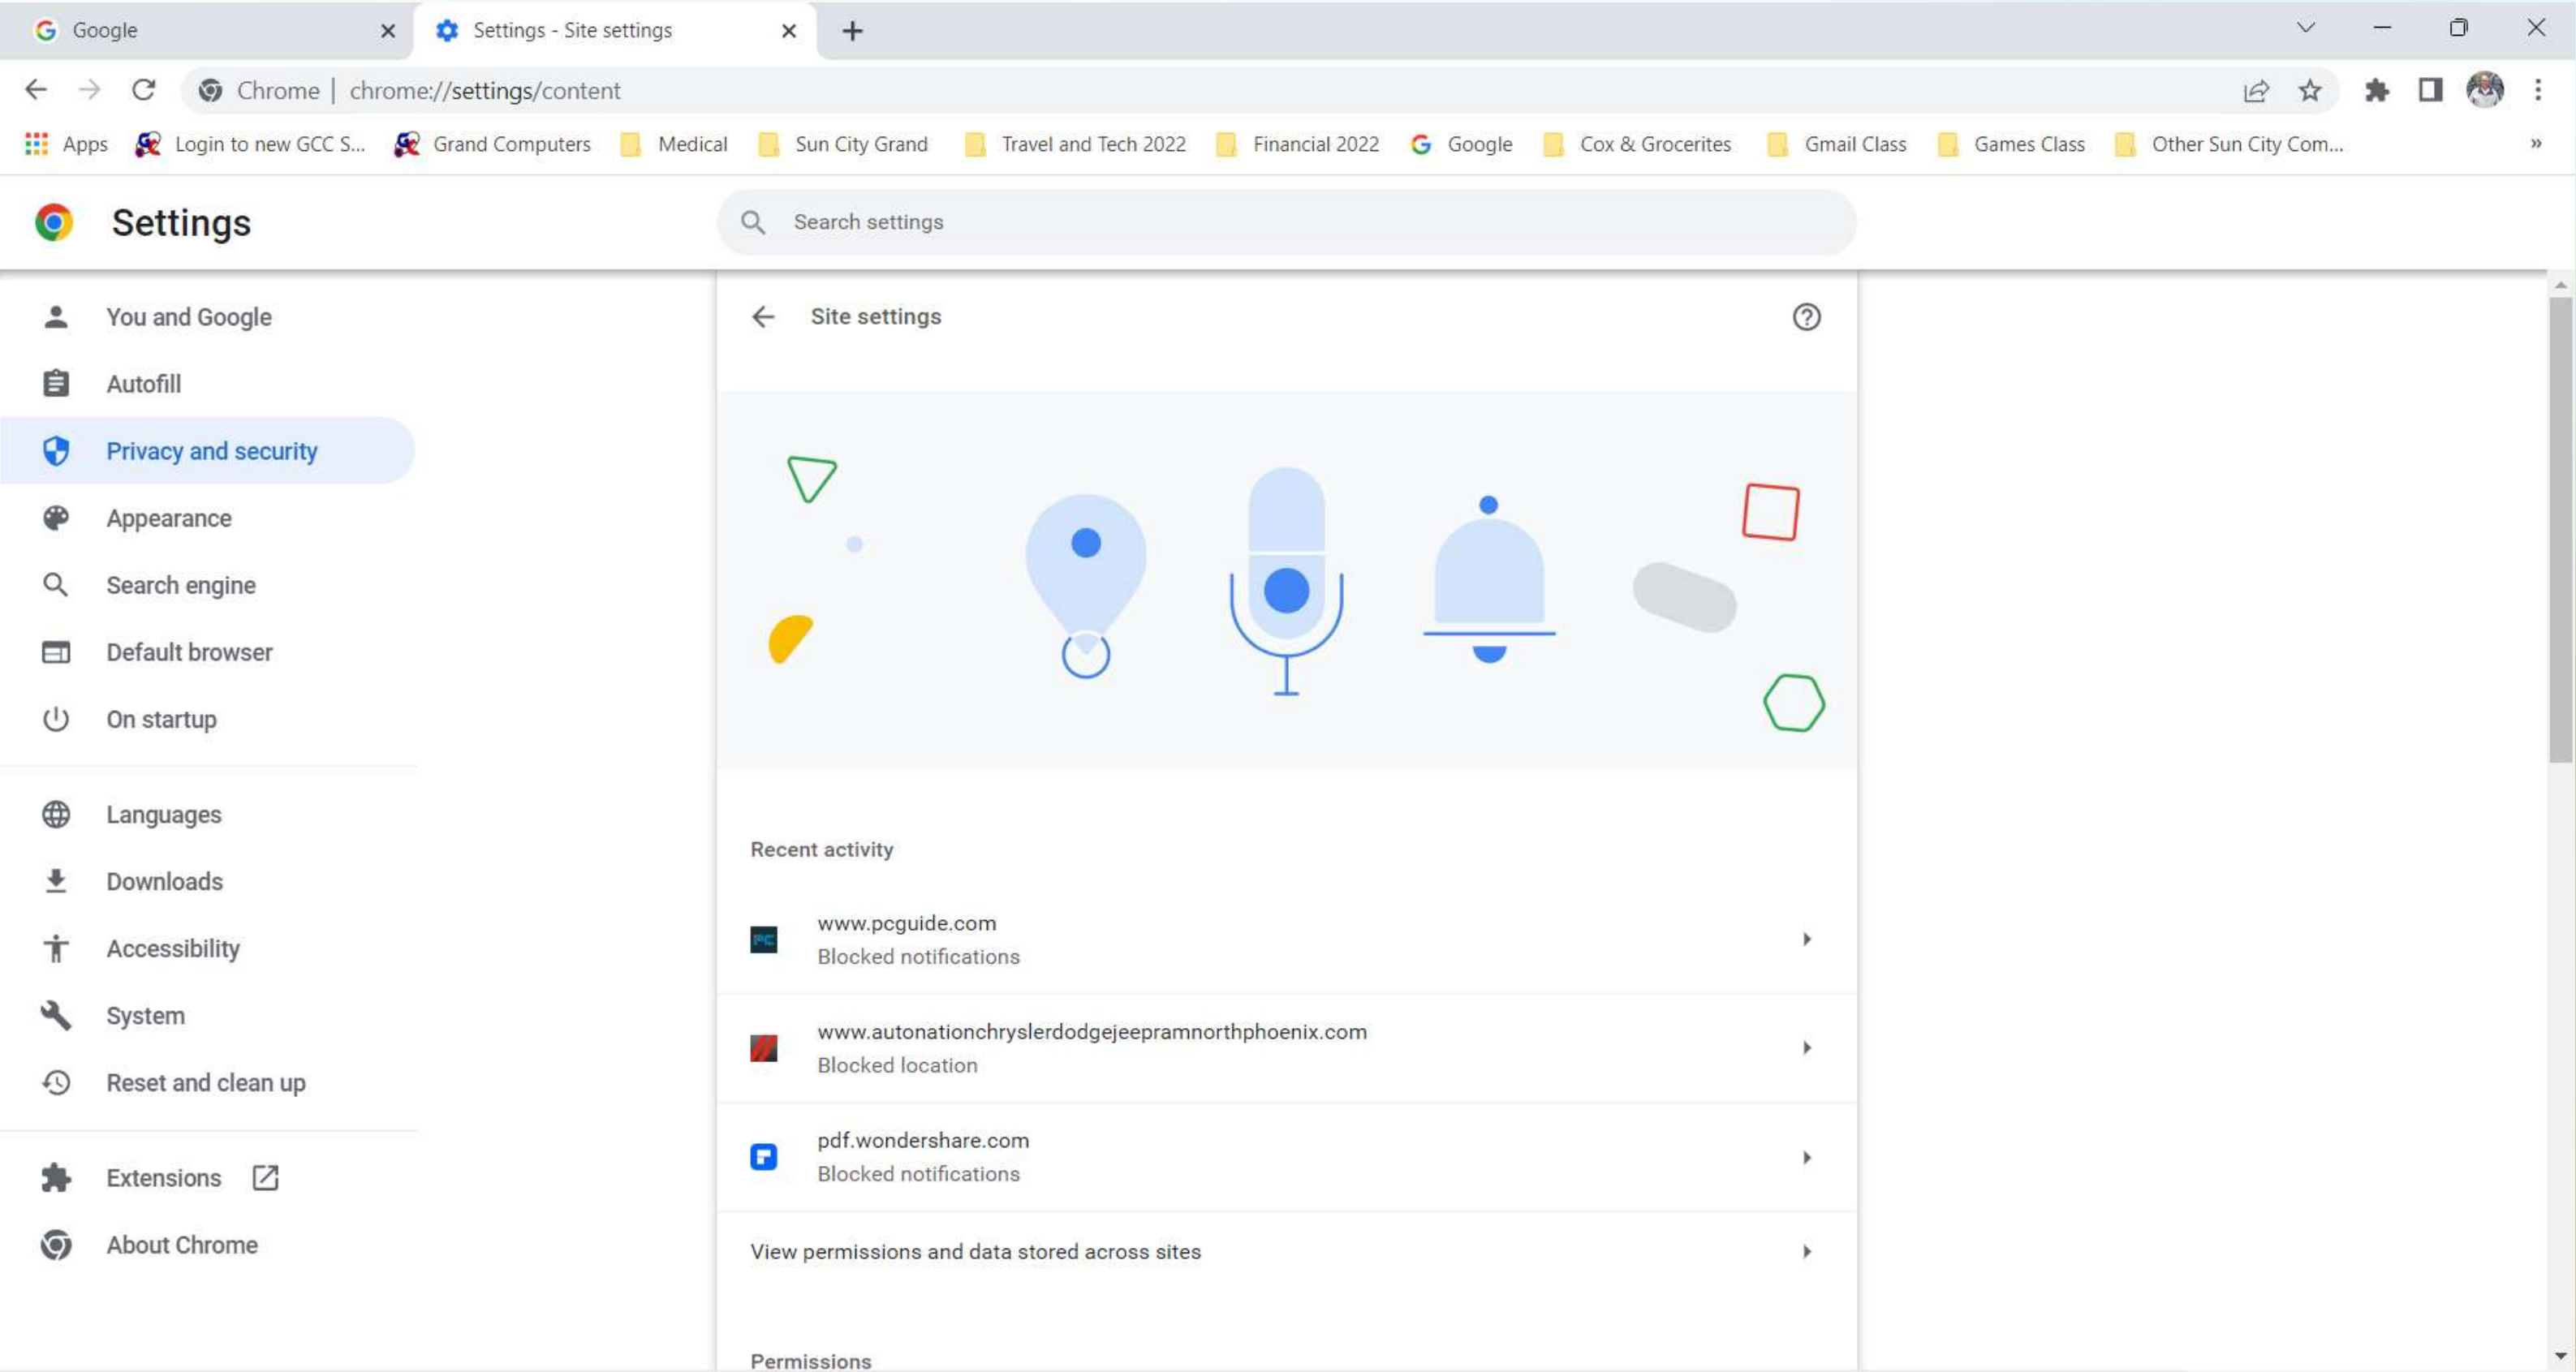 Google
Settings - Site settings
Chrome | chrome://settings/content
Apps
Login to new GCC S...
Grand Computers
Medical
Sun City Grand
Travel and Tech 2022
Financial 2022
Google
Cox & Grocerites
Gmail Class
Games Class
Other Sun City Com...
»
Settings
Search settings
You and Google
Autofill
Privacy and security
Appearance
Search engine
Default browser
On startup
Languages
Downloads
Accessibility
System
Reset and clean up
Extensions
About Chrome
Site settings
Recent activity
PC
www.pcguide.com
Blocked notifications
www.autonationchryslerdodgejeepramnorthphoenix.com
Blocked location
pdf.wondershare.com
Blocked notifications
View permissions and data stored across sites
Permissions